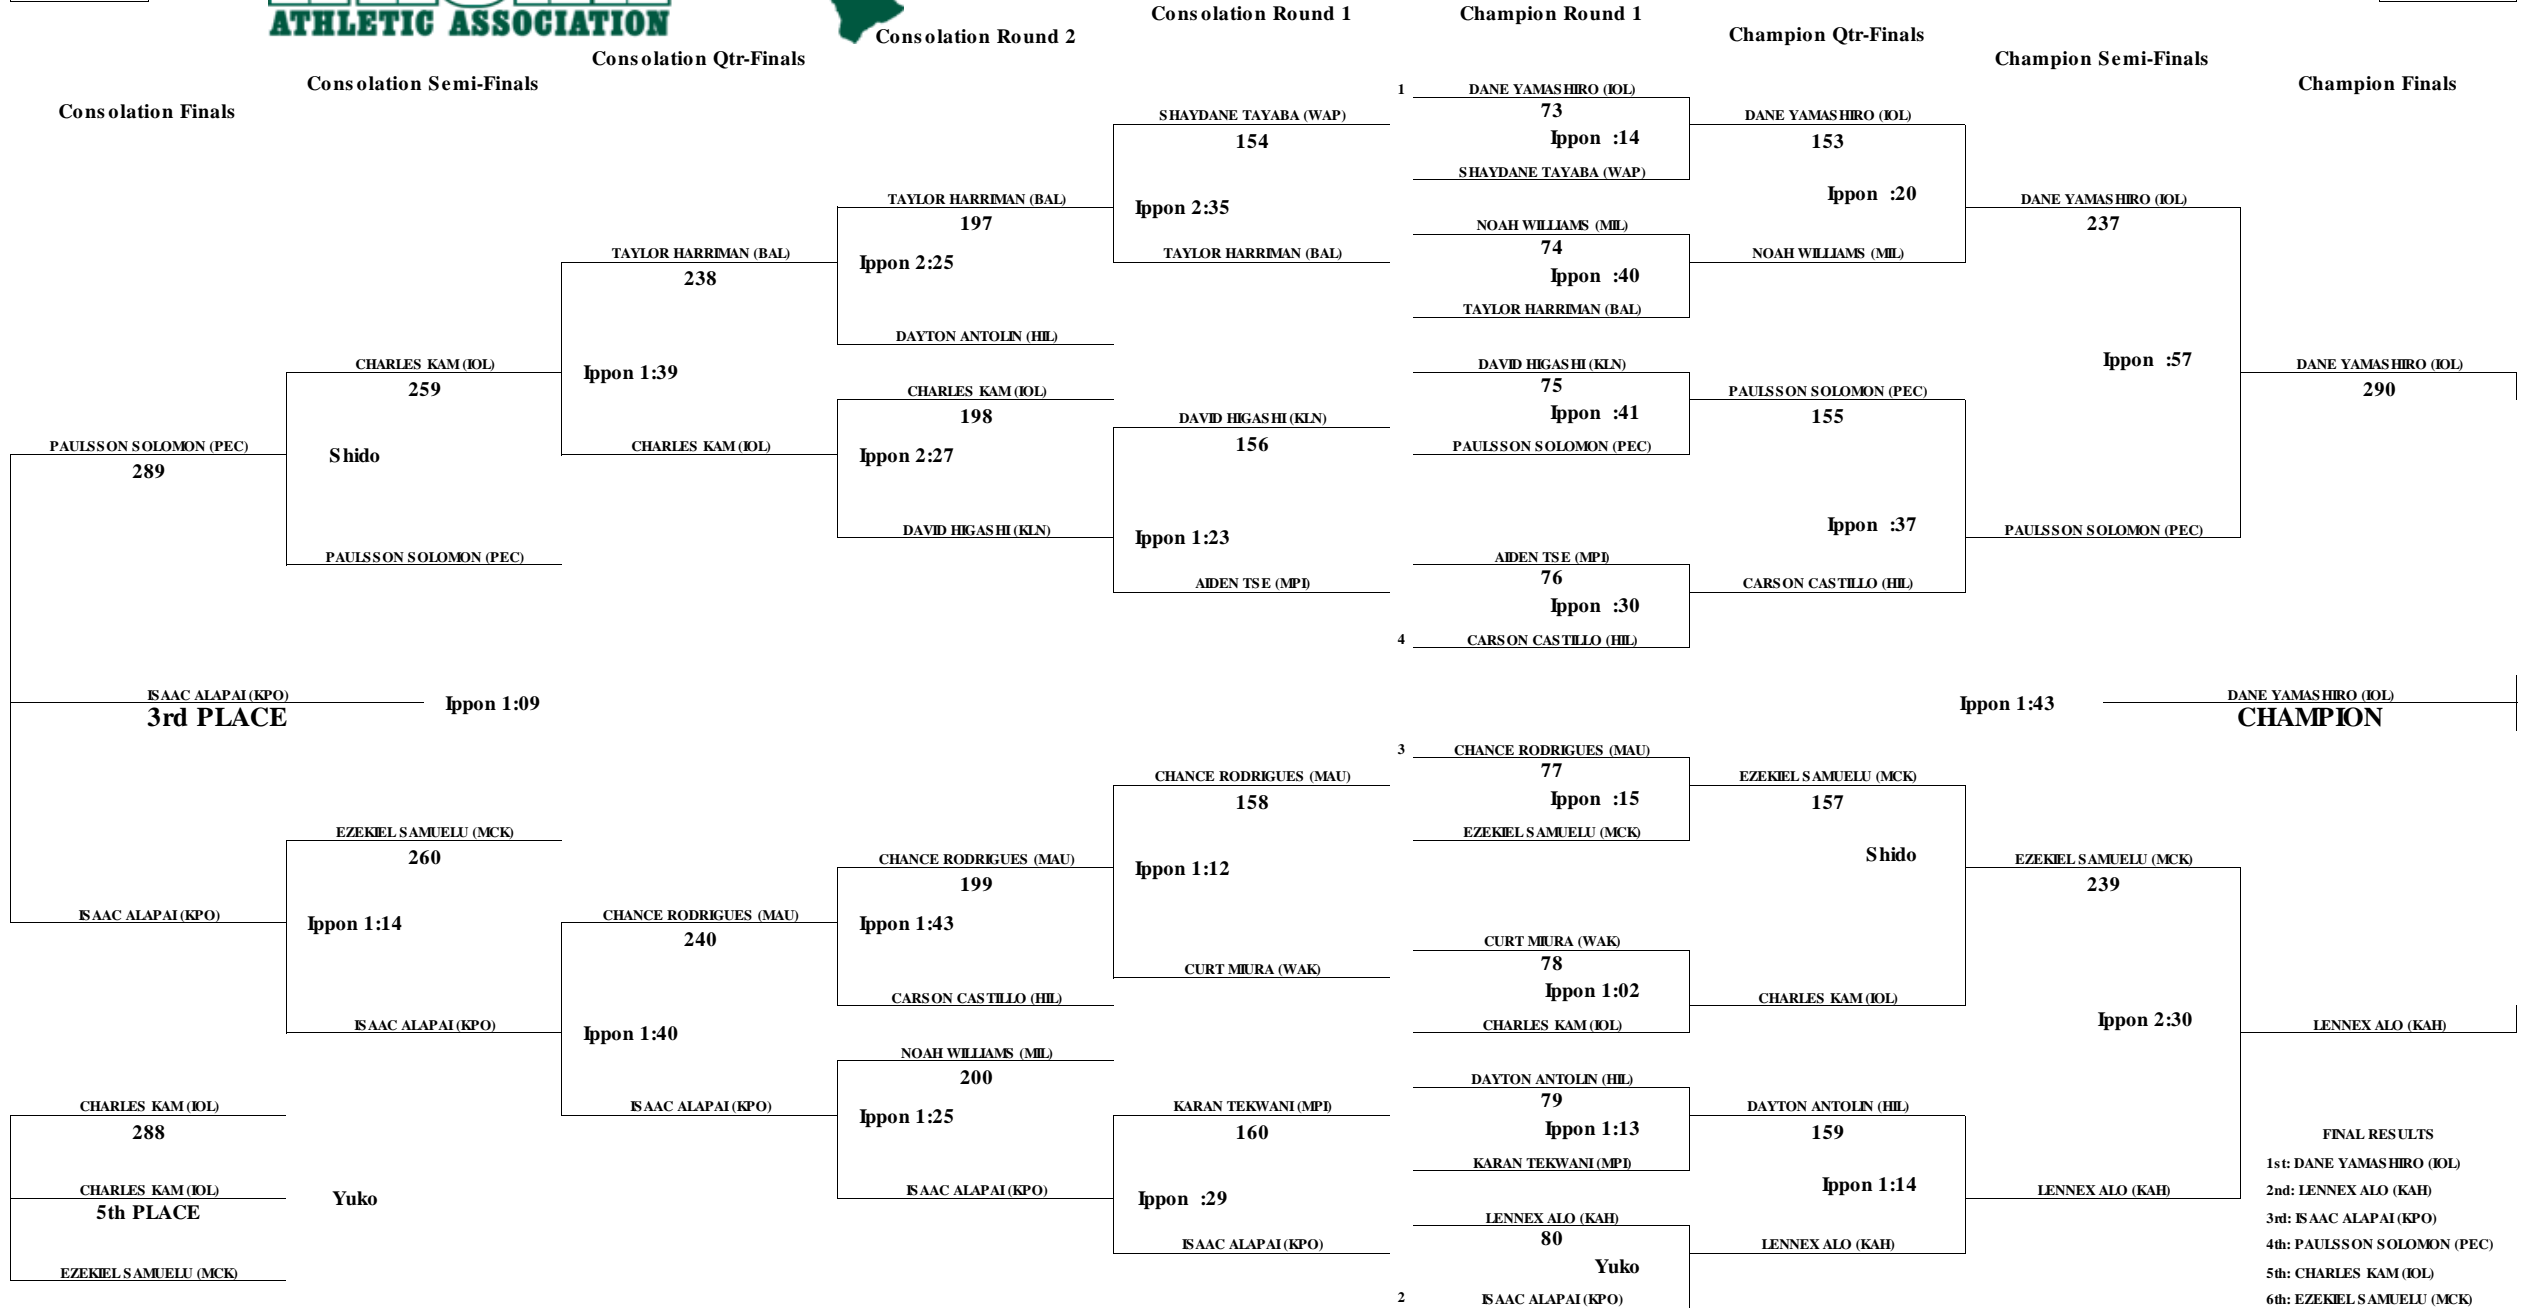 ATHLETIC ASSOCIATION
Consolation Round 1
Champion Round 1
Consolation Round 2
Champion Qtr-Finals
Consolation Qtr-Finals
Champion Semi-Finals
Consolation Semi-Finals
Champion Finals
Consolation Finals
PAULSSON SOLOMON (PEC)
289
ISAAC ALAPAI (KPO)
3rd PLACE
Ippon 1:09
ISAAC ALAPAI (KPO)
CHARLES KAM (IOL)
288
CHARLES KAM (IOL)
5th PLACE
Yuko
EZEKIEL SAMUELU (MCK)
CHARLES KAM (IOL)
259
Shido
PAULSSON SOLOMON (PEC)
EZEKIEL SAMUELU (MCK)
260
Ippon 1:14
ISAAC ALAPAI (KPO)
TAYLOR HARRIMAN (BAL)
238
Ippon 1:39
CHARLES KAM (IOL)
CHANCE RODRIGUES (MAU)
240
Ippon 1:40
ISAAC ALAPAI (KPO)
TAYLOR HARRIMAN (BAL)
197
Ippon 2:25
DAYTON ANTOLIN (HIL)
CHARLES KAM (IOL)
198
Ippon 2:27
DAVID HIGASHI (KLN)
CHANCE RODRIGUES (MAU)
199
Ippon 1:43
CARSON CASTILLO (HIL)
NOAH WILLIAMS (MIL)
200
Ippon 1:25
ISAAC ALAPAI (KPO)
SHAYDANE TAYABA (WAP)
154
Ippon 2:35
TAYLOR HARRIMAN (BAL)
DAVID HIGASHI (KLN)
156
Ippon 1:23
AIDEN TSE (MPI)
CHANCE RODRIGUES (MAU)
158
Ippon 1:12
CURT MIURA (WAK)
KARAN TEKWANI (MPI)
160
Ippon :29
ISAAC ALAPAI (KPO)
1 DANE YAMASHIRO (IOL)
73
Ippon :14
SHAYDANE TAYABA (WAP)
NOAH WILLIAMS (MIL)
74
Ippon :40
TAYLOR HARRIMAN (BAL)
DAVID HIGASHI (KLN)
75
Ippon :41
PAULSSON SOLOMON (PEC)
AIDEN TSE (MPI)
76
Ippon :30
4 CARSON CASTILLO (HIL)
3 CHANCE RODRIGUES (MAU)
77
Ippon :15
EZEKIEL SAMUELU (MCK)
CURT MIURA (WAK)
78
Ippon 1:02
CHARLES KAM (IOL)
DAYTON ANTOLIN (HIL)
79
Ippon 1:13
KARAN TEKWANI (MPI)
LENNEX ALO (KAH)
80
Yuko
2 ISAAC ALAPAI (KPO)
DANE YAMASHIRO (IOL)
153
Ippon :20
NOAH WILLIAMS (MIL)
PAULSSON SOLOMON (PEC)
155
Ippon :37
CARSON CASTILLO (HIL)
EZEKIEL SAMUELU (MCK)
157
Shido
CHARLES KAM (IOL)
DAYTON ANTOLIN (HIL)
159
Ippon 1:14
LENNEX ALO (KAH)
DANE YAMASHIRO (IOL)
237
Ippon :57
PAULSSON SOLOMON (PEC)
EZEKIEL SAMUELU (MCK)
239
Ippon 2:30
LENNEX ALO (KAH)
DANE YAMASHIRO (IOL)
290
Ippon 1:43
DANE YAMASHIRO (IOL)
CHAMPION
LENNEX ALO (KAH)
FINAL RESULTS
1st: DANE YAMASHIRO (IOL)
2nd: LENNEX ALO (KAH)
3rd: ISAAC ALAPAI (KPO)
4th: PAULSSON SOLOMON (PEC)
5th: CHARLES KAM (IOL)
6th: EZEKIEL SAMUELU (MCK)